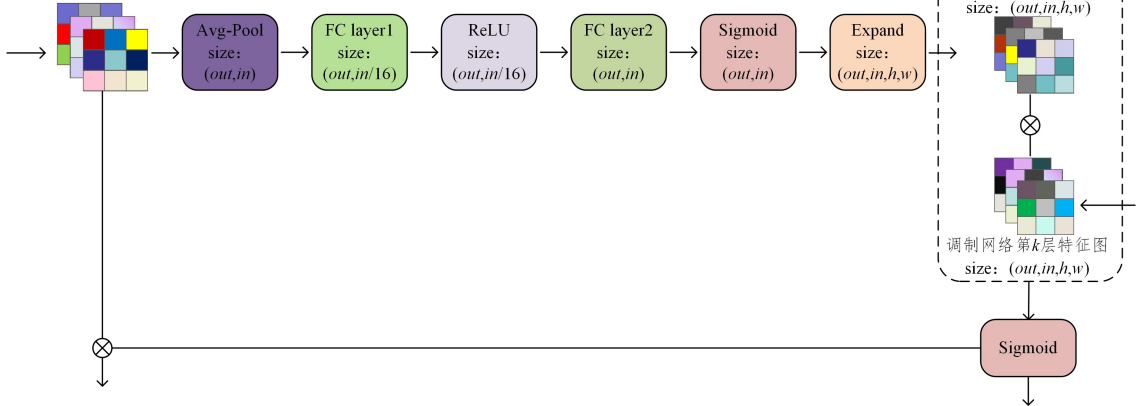 size：(out,in,h,w)
Avg-Pool
size：
(out,in)
FC layer1
size：
(out,in/16)
ReLU
size：
(out,in/16)
FC layer2
size：
(out,in)
Sigmoid
size：
(out,in)
Expand
size：
(out,in,h,w)
调制网络第k层特征图
size：(out,in,h,w)
Sigmoid